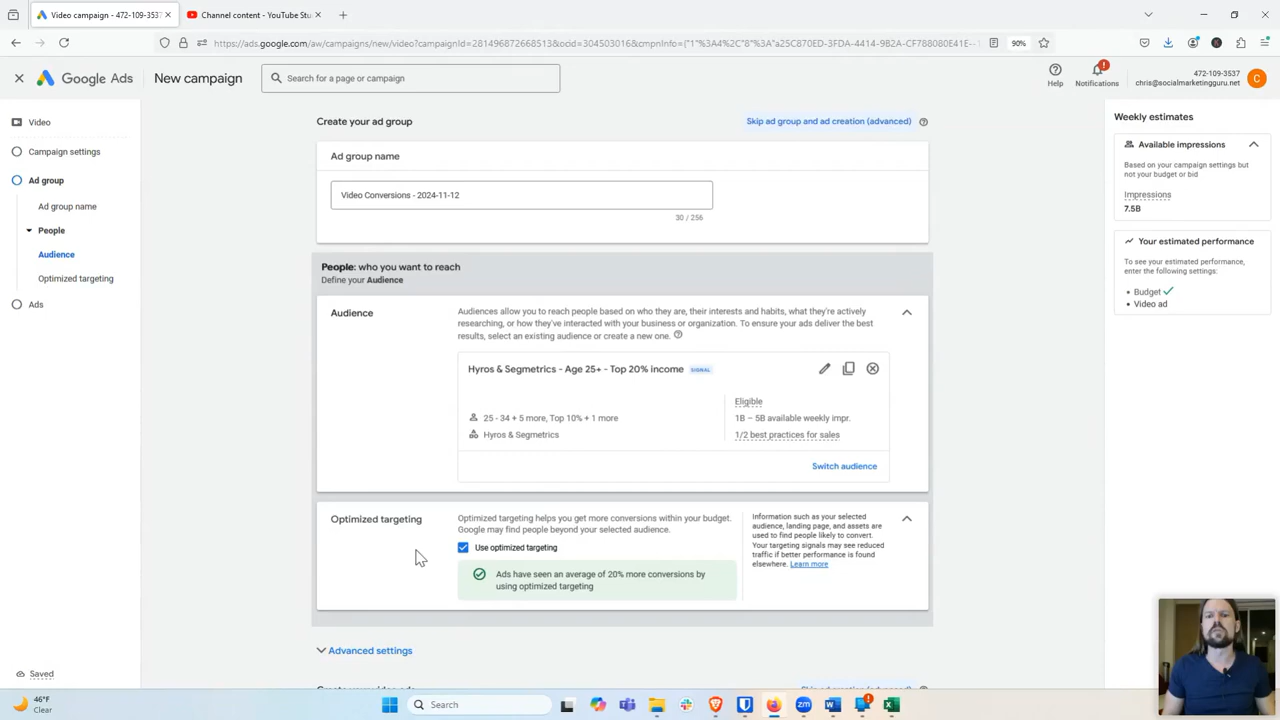 Video campaign - 472-109-3537
Channel content - YouTube Stu
https://ads.google.com/aw/campaigns/new/video?campaignId=281496512668513&ocid=304503016&cmpnInfo={"1"%3A4%2C"8"%3A"a25C870ED-3FDA-4414-9B2A-CF788080E41E--
90%
Google Ads
New campaign
Search for a page or campaign
Help
Notifications
472-109-3537
chris@socialmarketingguru.net
C
Video
Campaign settings
Ad group
Ad group name
People
Audience
Optimized targeting
Ads
Saved
Create your ad group
Skip ad group and ad creation (advanced)
Ad group name
Video Conversions - 2024-11-12
30 / 256
People: who you want to reach
Define your Audience
Audience
Audiences allow you to reach people based on who they are, their interests and habits, what they're actively
researching, or how they've interacted with your business or organization. To ensure your ads deliver the best
results, select an existing audience or create a new one.
Hyros & Segmetrics - Age 25+ - Top 20% income
SIGNAL
25 - 34 + 5 more, Top 10% + 1 more
Hyros & Segmetrics
Eligible
1B – 5B available weekly impr.
1/2 best practices for sales
Switch audience
Optimized targeting
Optimized targeting helps you get more conversions within your budget.
Google may find people beyond your selected audience.
Use optimized targeting
Ads have seen an average of 20% more conversions by
using optimized targeting
Information such as your selected
audience, landing page, and assets are
used to find people likely to convert.
Your targeting signals may see reduced
traffic if better performance is found
elsewhere. Learn more
Advanced settings
Weekly estimates
Available impressions
Based on your campaign settings but
not your budget or bid
Impressions
7.5B
Your estimated performance
To see your estimated performance,
enter the following settings:
• Budget
• Video ad
46°F
Clear
Search